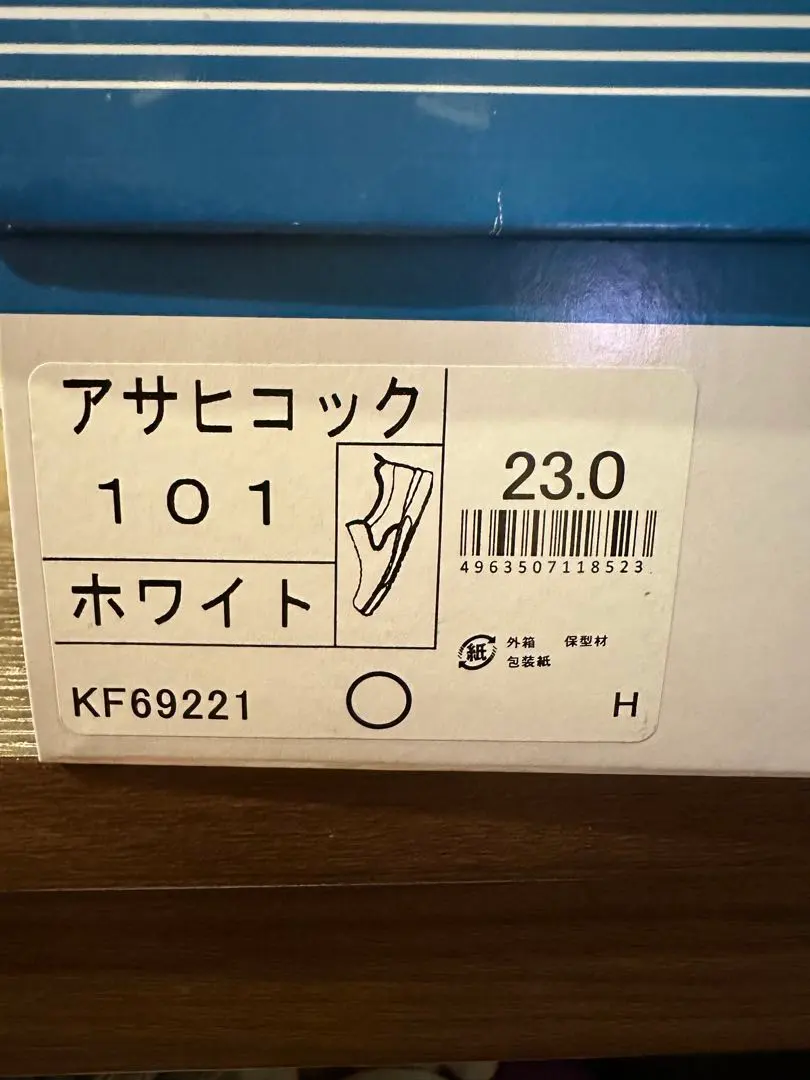 アサヒコック
101
ホワイト
KF69221
23.0
4963507118523
紙
外箱 保型材
包装紙
H